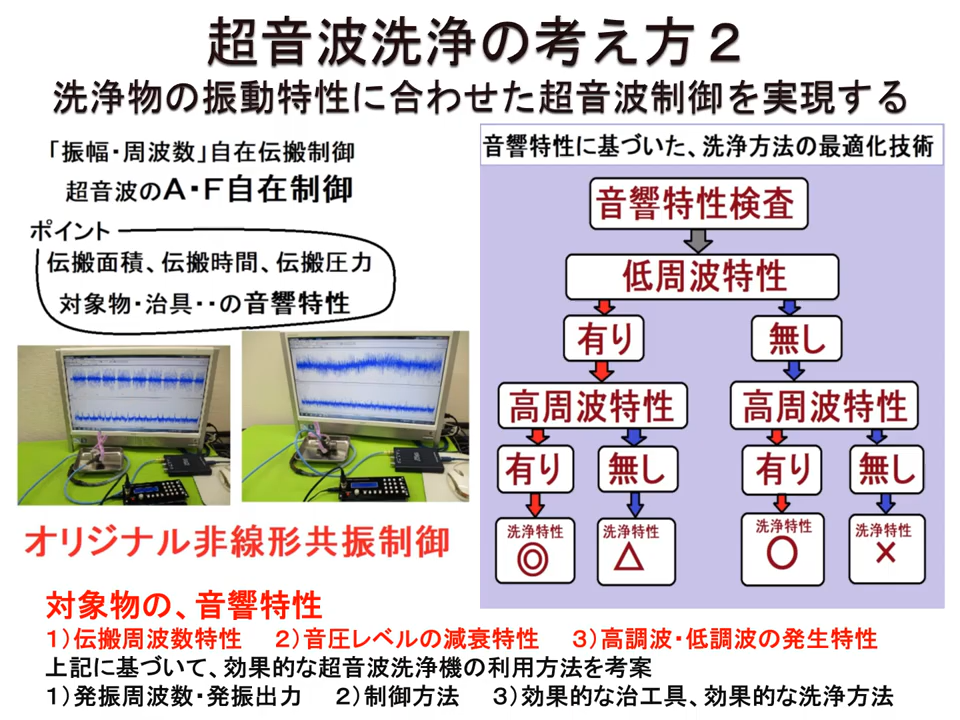 超音波洗浄の考え方２
洗浄物の振動特性に合わせた超音波制御を実現する
「振幅・周波数」自在伝搬制御
超音波のＡ・Ｆ自在制御
ポイント
伝搬面積、伝搬時間、伝搬圧力
対象物・治具・・の音響特性
オリジナル非線形共振制御
音響特性に基づいた、洗浄方法の最適化技術
音響特性検査
低周波特性
有り 無し
高周波特性 高周波特性
有り 無し 有り 無し
洗浄特性 洗浄特性 洗浄特性 洗浄特性
◎ △ ○ ×
対象物の、音響特性
１）伝搬周波数特性 ２）音圧レベルの減衰特性 ３）高調波・低調波の発生特性
上記に基づいて、効果的な超音波洗浄機の利用方法を考案
１）発振周波数・発振出力 ２）制御方法 ３）効果的な治工具、効果的な洗浄方法